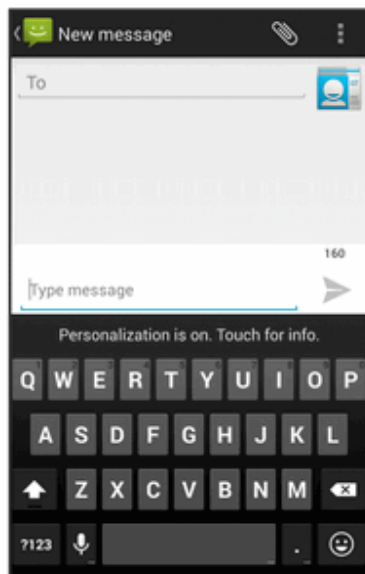 New message
To
160
Type message
Personalization is on. Touch for info.
Q W E R T Y U I O P
A S D F G H J K L
Z X C V B N M
?123 .